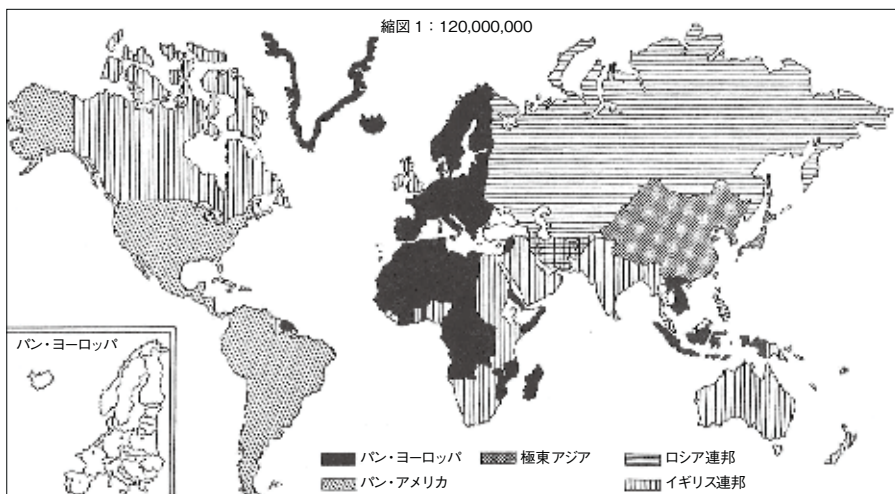 縮図 1：120,000,000
パン・ヨーロッパ
パン・ヨーロッパ
極東アジア
ロシア連邦
パン・アメリカ
イギリス連邦